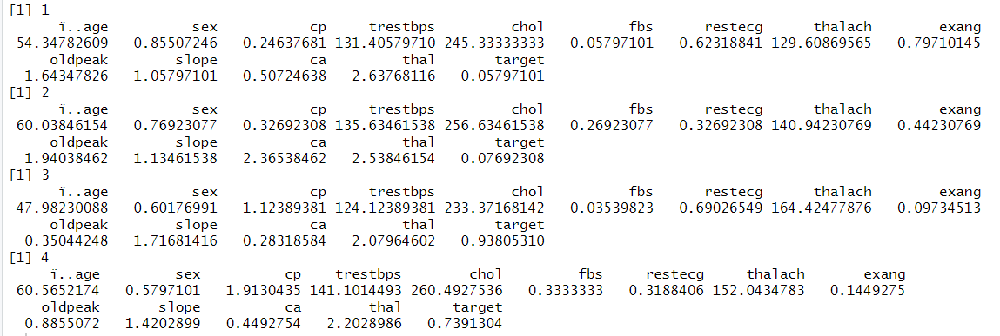 [1] 1
ï..age sex cp trestbps chol fbs restecg thalach exang
54.34782609 0.85507246 0.24637681 131.40579710 245.33333333 0.05797101 0.62318841 129.60869565 0.79710145
oldpeak slope ca thal target
1.64347826 1.05797101 0.50724638 2.63768116 0.05797101
[1] 2
ï..age sex cp trestbps chol fbs restecg thalach exang
60.03846154 0.76923077 0.32692308 135.63461538 256.63461538 0.26923077 0.32692308 140.94230769 0.44230769
oldpeak slope ca thal target
1.94038462 1.13461538 2.36538462 2.53846154 0.07692308
[1] 3
ï..age sex cp trestbps chol fbs restecg thalach exang
47.98230088 0.60176991 1.12389381 124.12389381 233.37168142 0.03539823 0.69026549 164.42477876 0.09734513
oldpeak slope ca thal target
0.35044248 1.71681416 0.28318584 2.07964602 0.93805310
[1] 4
ï..age sex cp trestbps chol fbs restecg thalach exang
60.5652174 0.5797101 1.9130435 141.1014493 260.4927536 0.3333333 0.3188406 152.0434783 0.1449275
oldpeak slope ca thal target
0.8855072 1.4202899 0.4492754 2.2028986 0.7391304